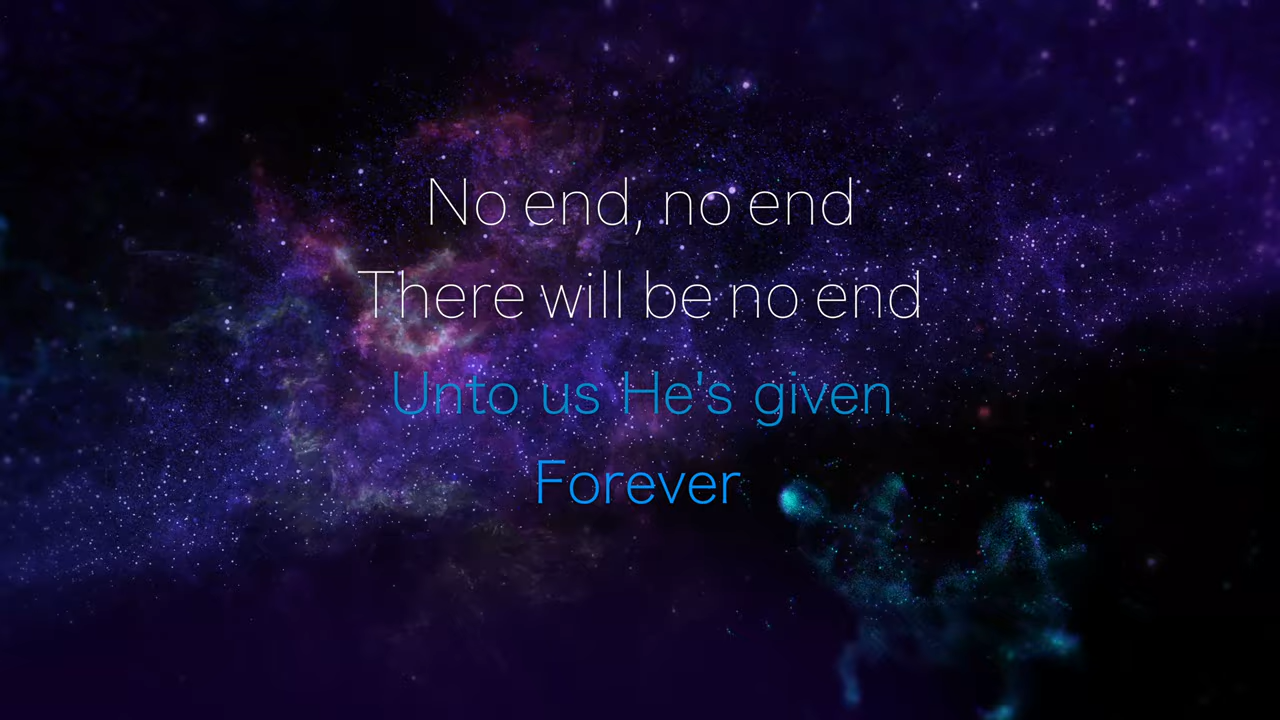 No end, no end
There will be no end
Unto us He's given
Forever